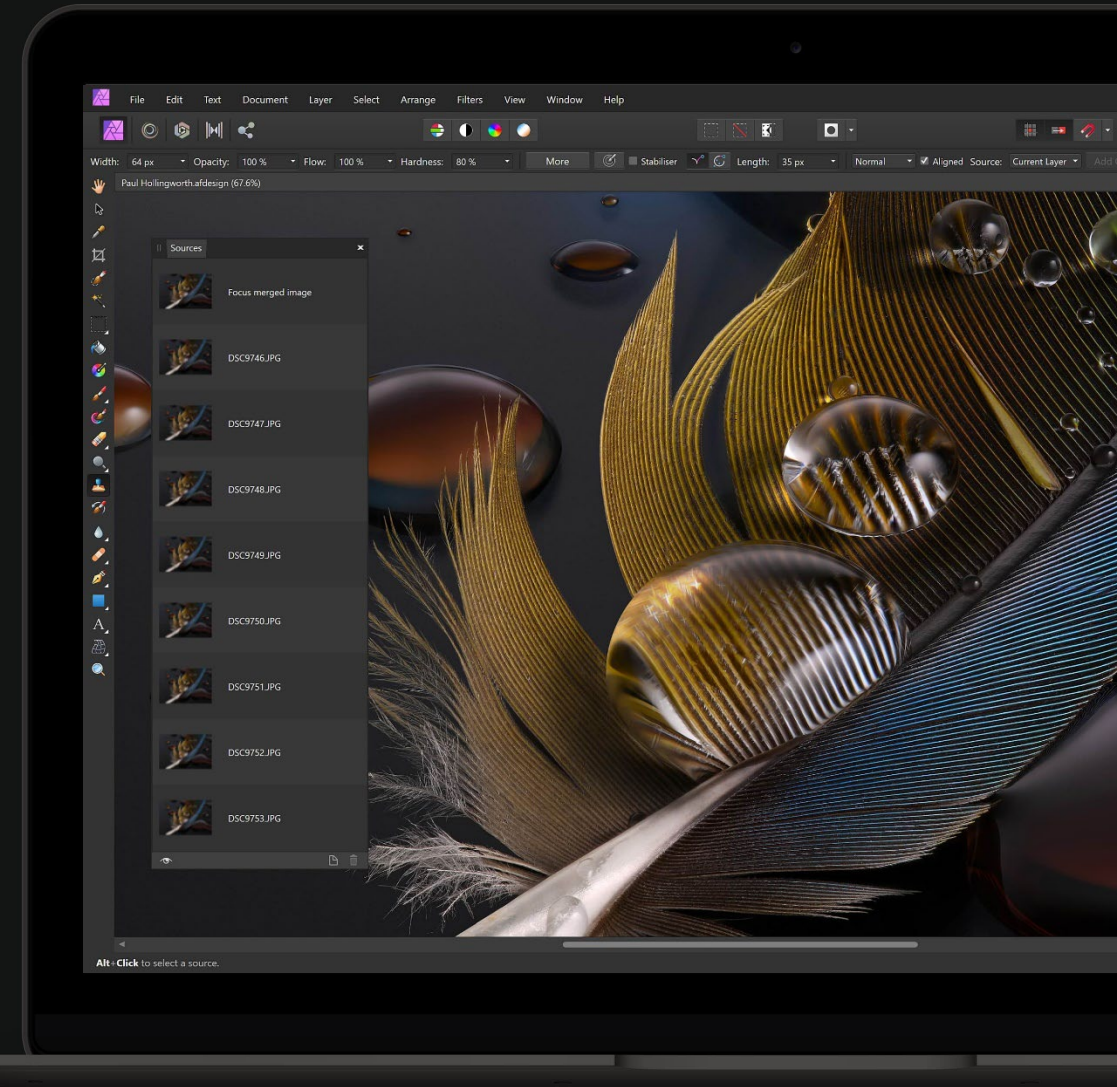 File Edit Text Document Layer Select Arrange Filters View Window Help
Width: 64 px Opacity: 100 % Flow: 100 % Hardness: 80 % More Stabiliser Length: 35 px Normal Aligned Source: Current Layer Add
Paul Hollingworth.afdesign (67.6%)
Sources
Focus merged image
DSC9746.JPG
DSC9747.JPG
DSC9748.JPG
DSC9749.JPG
DSC9750.JPG
DSC9751.JPG
DSC9752.JPG
DSC9753.JPG
A
Alt+Click to select a source.